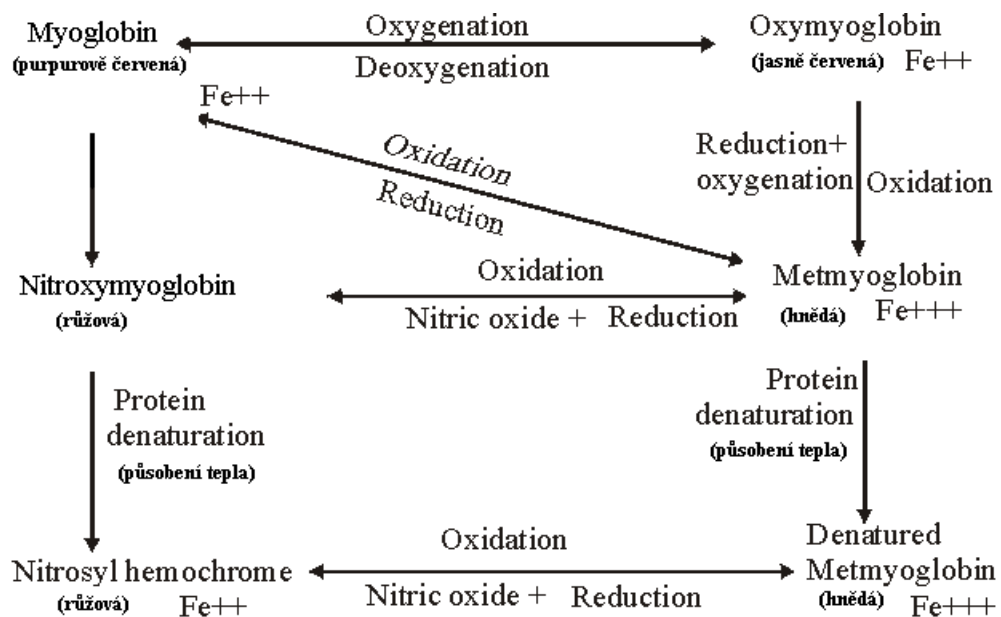 Myoglobin
(purpurově červená)
Fe++
Oxygenation
Deoxygenation
Oxymyoglobin
(jasně červená) Fe++
Oxidation
Reduction
Reduction+
oxygenation
Oxidation
Nitroxymyoglobin
(růžová)
Oxidation
Nitric oxide + Reduction
Metmyoglobin
(hnědá) Fe+++
Protein
denaturation
(působení tepla)
Protein
denaturation
(působení tepla)
Nitrosyl hemochrome
(růžová) Fe++
Oxidation
Nitric oxide + Reduction
Denatured
Metmyoglobin
(hnědá) Fe+++